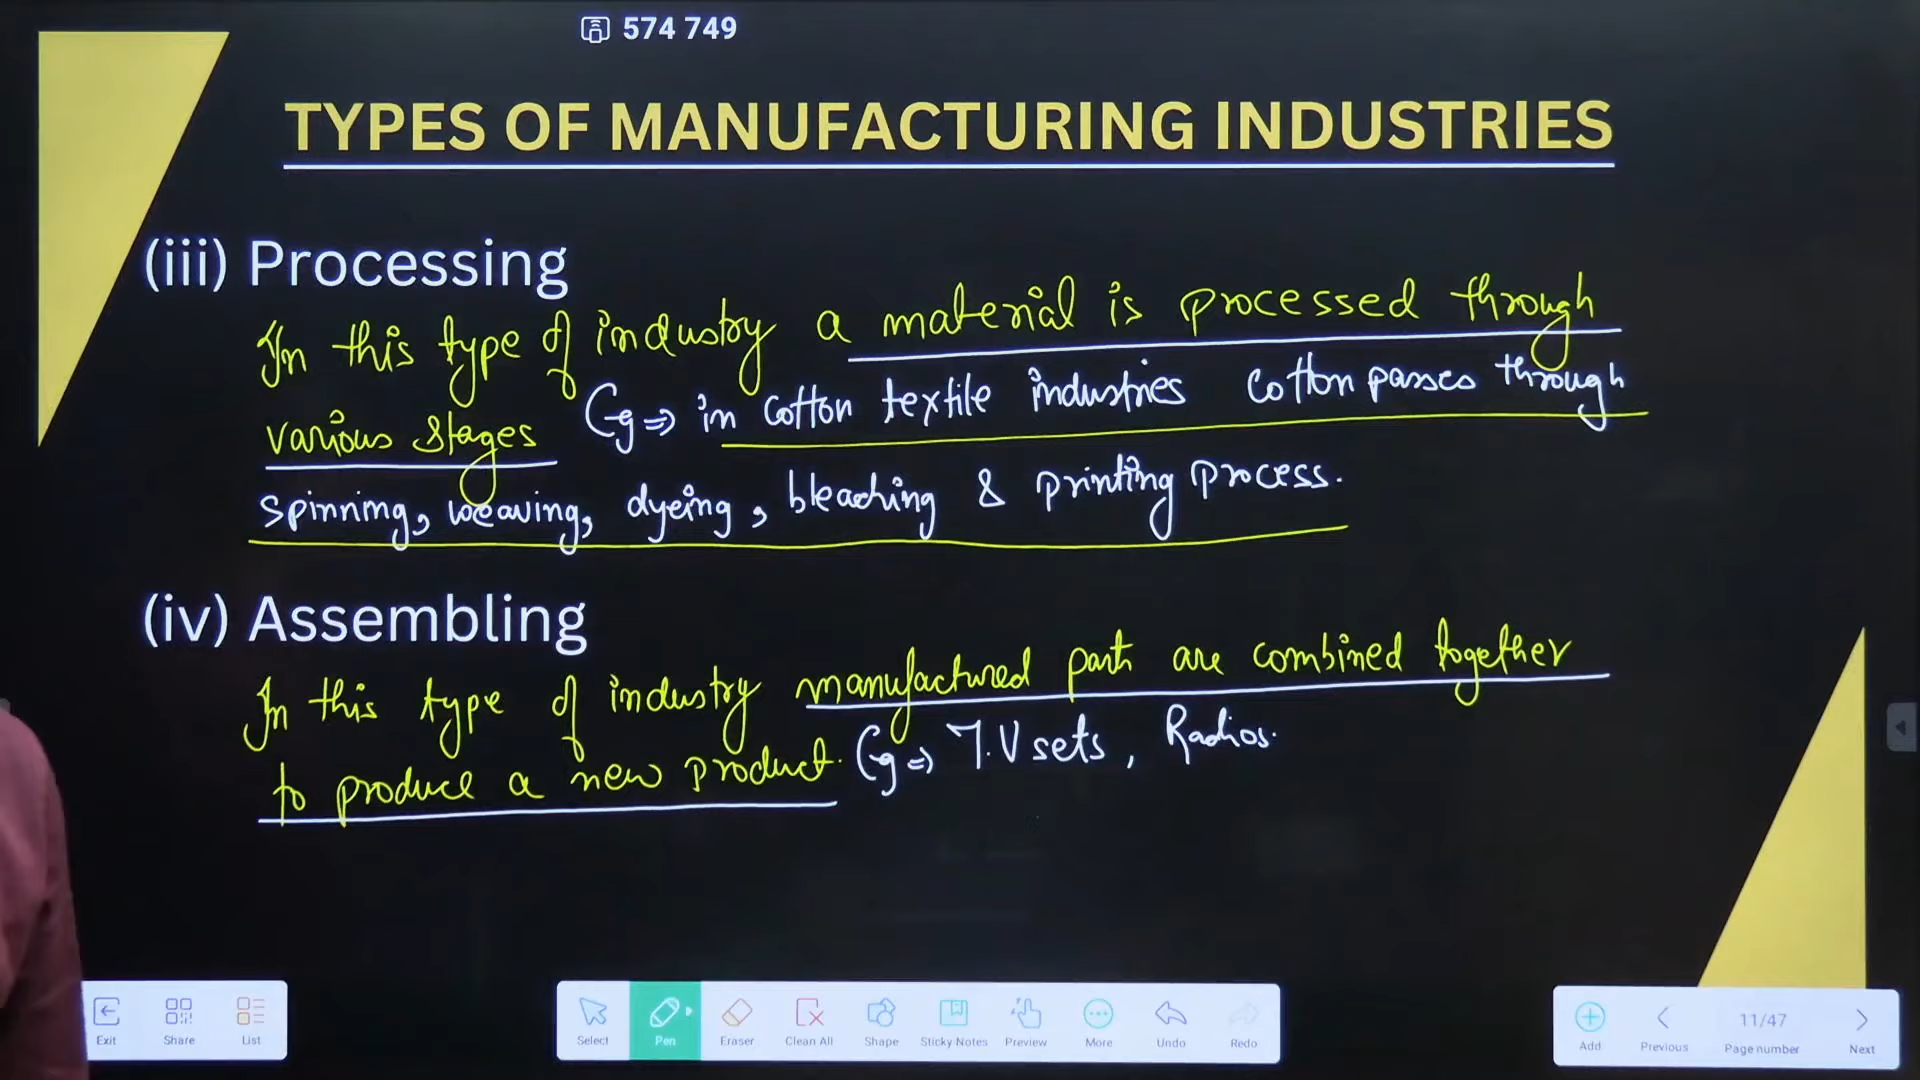 574 749
TYPES OF MANUFACTURING INDUSTRIES
(iii) Processing
In this type of industry a material is processed through
various stages Eg ⇒ in cotton textile industries cotton passes through
spinning, weaving, dyeing, bleaching & printing process.
(iv) Assembling
In this type of industry manufactured parts are combined together
to produce a new product. Eg ⇒ T.V sets, Radios.
Exit Share List Select Pen Eraser Clean All Shape Sticky Notes Preview More Undo Redo Add Previous 11/47 Page number Next